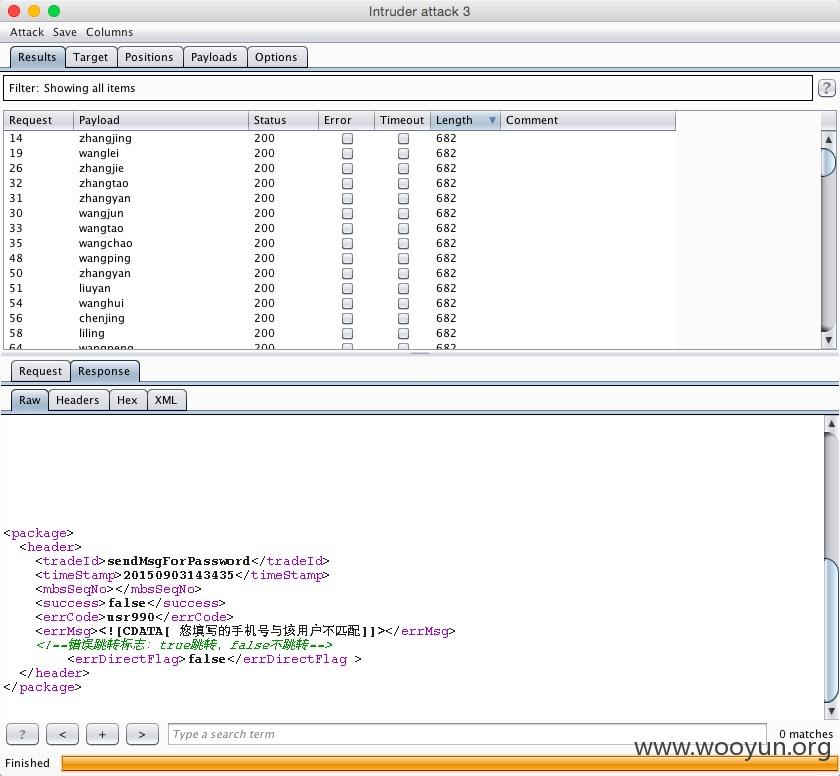 Intruder attack 3
Attack Save Columns
Results Target Positions Payloads Options
Filter: Showing all items
?
Request Payload Status Error Timeout Length Comment
14 zhangjing 200 682
19 wanglei 200 682
26 zhangjie 200 682
32 zhangtao 200 682
31 zhangyan 200 682
30 wangjun 200 682
33 wangtao 200 682
35 wangchao 200 682
48 wangping 200 682
50 zhangyan 200 682
51 liuyan 200 682
54 wanghui 200 682
56 chenjing 200 682
58 liling 200 682
64 wangpeng 200 682
Request Response
Raw Headers Hex XML
<package>
<header>
<tradeId>sendMsgForPassword</tradeId>
<timeStamp>20150903143435</timeStamp>
<mbsSeqNo></mbsSeqNo>
<success>false</success>
<errCode>usr990</errCode>
<errMsg><![CDATA[ 您填写的手机号与该用户不匹配]]></errMsg>
<!--错误跳转标志: true跳转, false不跳转-->
<errDirectFlag>false</errDirectFlag >
</header>
</package>
? < + > Type a search term 0 matches
www.wooyun.org
Finished